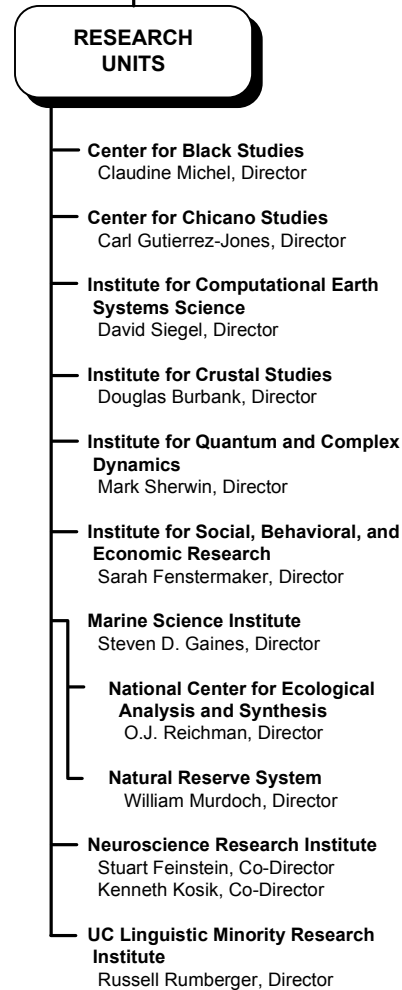 RESEARCH
UNITS
Center for Black Studies
Claudine Michel, Director
Center for Chicano Studies
Carl Gutierrez-Jones, Director
Institute for Computational Earth
Systems Science
David Siegel, Director
Institute for Crustal Studies
Douglas Burbank, Director
Institute for Quantum and Complex
Dynamics
Mark Sherwin, Director
Institute for Social, Behavioral, and
Economic Research
Sarah Fenstermaker, Director
Marine Science Institute
Steven D. Gaines, Director
National Center for Ecological
Analysis and Synthesis
O.J. Reichman, Director
Natural Reserve System
William Murdoch, Director
Neuroscience Research Institute
Stuart Feinstein, Co-Director
Kenneth Kosik, Co-Director
UC Linguistic Minority Research
Institute
Russell Rumberger, Director